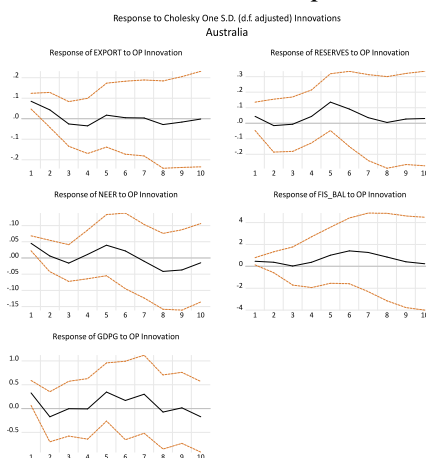 Response to Cholesky One S.D. (d.f. adjusted) Innovations
Australia
Response of EXPORT to OP Innovation
.2
.1
.0
-.1
-.2
1 2 3 4 5 6 7 8 9 10
Response of RESERVES to OP Innovation
.3
.2
.1
.0
-.2
1 2 3 4 5 6 7 8 9 10
Response of NEER to OP Innovation
.10
.05
.00
-.05
-.10
-.15
1 2 3 4 5 6 7 8 9 10
Response of FIS_BAL to OP Innovation
4
2
0
-2
-4
1 2 3 4 5 6 7 8 9 10
Response of GDPG to OP Innovation
1.0
0.5
0.0
-0.5
1 2 3 4 5 6 7 8 9 10